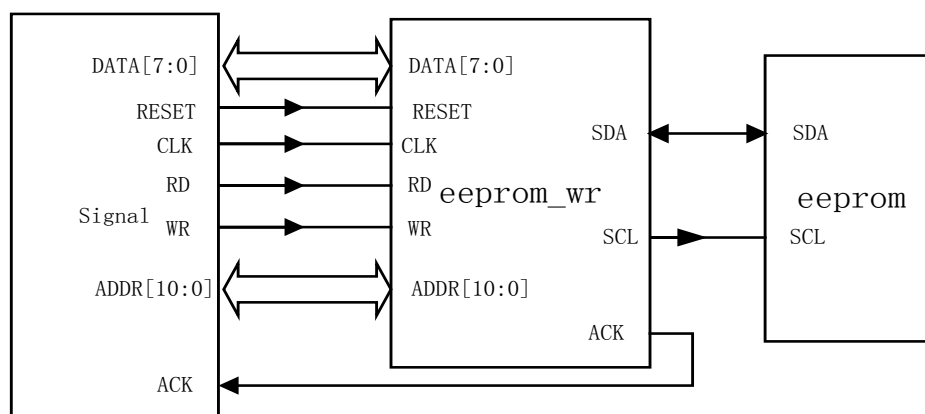 DATA[7:0]
RESET
CLK
RD
Signal
WR
ADDR[10:0]
ACK
DATA[7:0]
RESET
CLK
RD
WR
ADDR[10:0]
eeprom_wr
SDA
SCL
ACK
SDA
eeprom
SCL